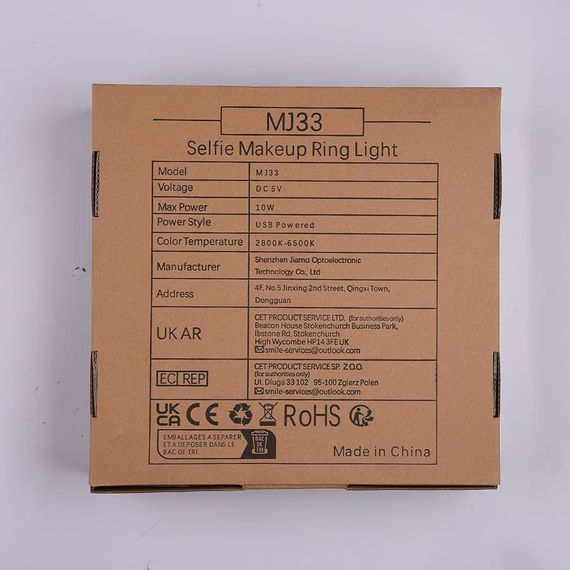 MJ33
Selfie Makeup Ring Light
Model MJ33
Voltage DC 5V
Max Power 10W
Power Style USB Powered
Color Temperature 2800K-6500K
Manufacturer Shenzhen Jiamo Optoelectronic
Technology Co., Ltd
Address 4F, No.5 Jinxing 2nd Street, Qingxi Town,
Dongguan
UK AR CET PRODUCT SERVICE LTD. (for authorities only)
Beacon House Stokenchurch Business Park,
Ibstone Rd, Stokenchurch
High Wycombe HP14 3FE UK
smile-services@outlook.com
EC REP CET PRODUCT SERVICE SP. Z O.O.
(for authorities only)
Ul. Dluga 33 102 95-100 Zgierz Polen
smile-services@outlook.com
UK CA CE RoHS
EMBALLAGES A SEPARER
ET A DEPOSER DANS LE
BAC DE TRI
BAC
DE TRI
Made in China